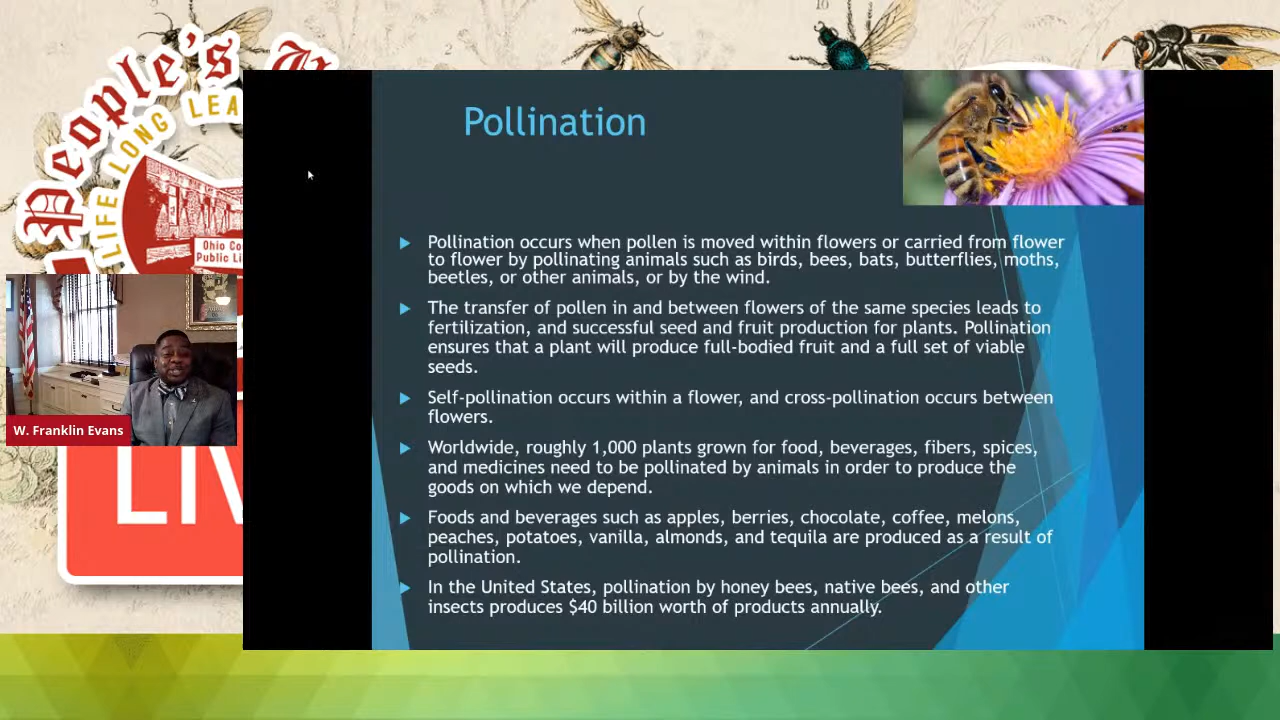 People's U
LIFE LONG LEA
Ohio Co
Public Li
LIV
W. Franklin Evans
2
10
Pollination
Pollination occurs when pollen is moved within flowers or carried from flower
to flower by pollinating animals such as birds, bees, bats, butterflies, moths,
beetles, or other animals, or by the wind.
The transfer of pollen in and between flowers of the same species leads to
fertilization, and successful seed and fruit production for plants. Pollination
ensures that a plant will produce full-bodied fruit and a full set of viable
seeds.
Self-pollination occurs within a flower, and cross-pollination occurs between
flowers.
Worldwide, roughly 1,000 plants grown for food, beverages, fibers, spices,
and medicines need to be pollinated by animals in order to produce the
goods on which we depend.
Foods and beverages such as apples, berries, chocolate, coffee, melons,
peaches, potatoes, vanilla, almonds, and tequila are produced as a result of
pollination.
In the United States, pollination by honey bees, native bees, and other
insects produces $40 billion worth of products annually.